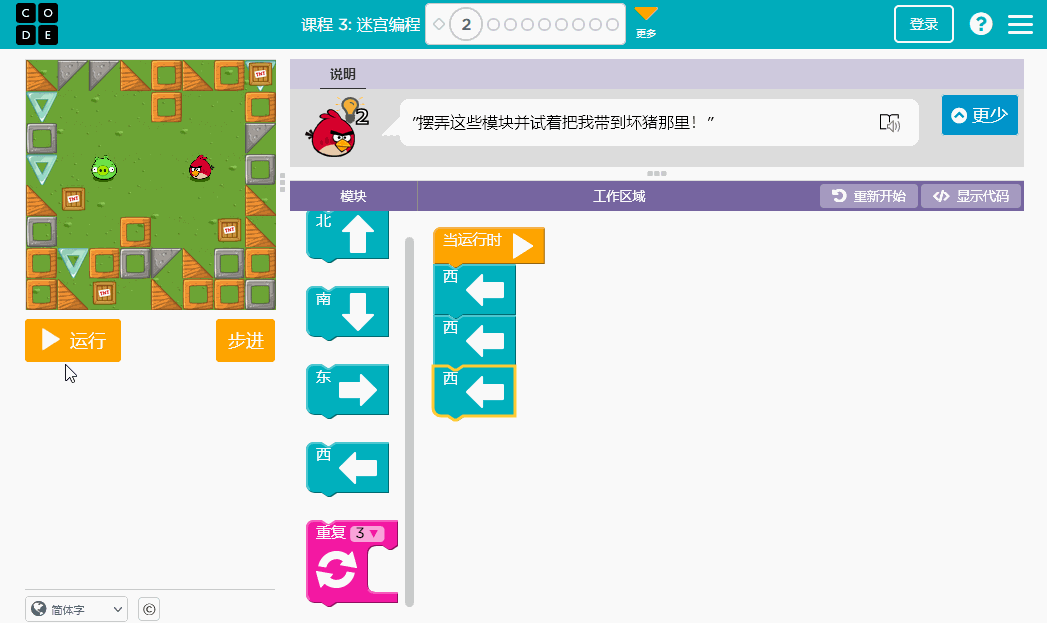 C O
D E
课程 3: 迷宫编程
2
更多
登录
?
说明
2
”摆弄这些模块并试着把我带到坏猪那里！”
更少
模块
工作区域
重新开始
显示代码
TNT
TNT
TNT
TNT
运行
步进
北
南
东
西
重复 3
当运行时
西
西
西
简体字
©